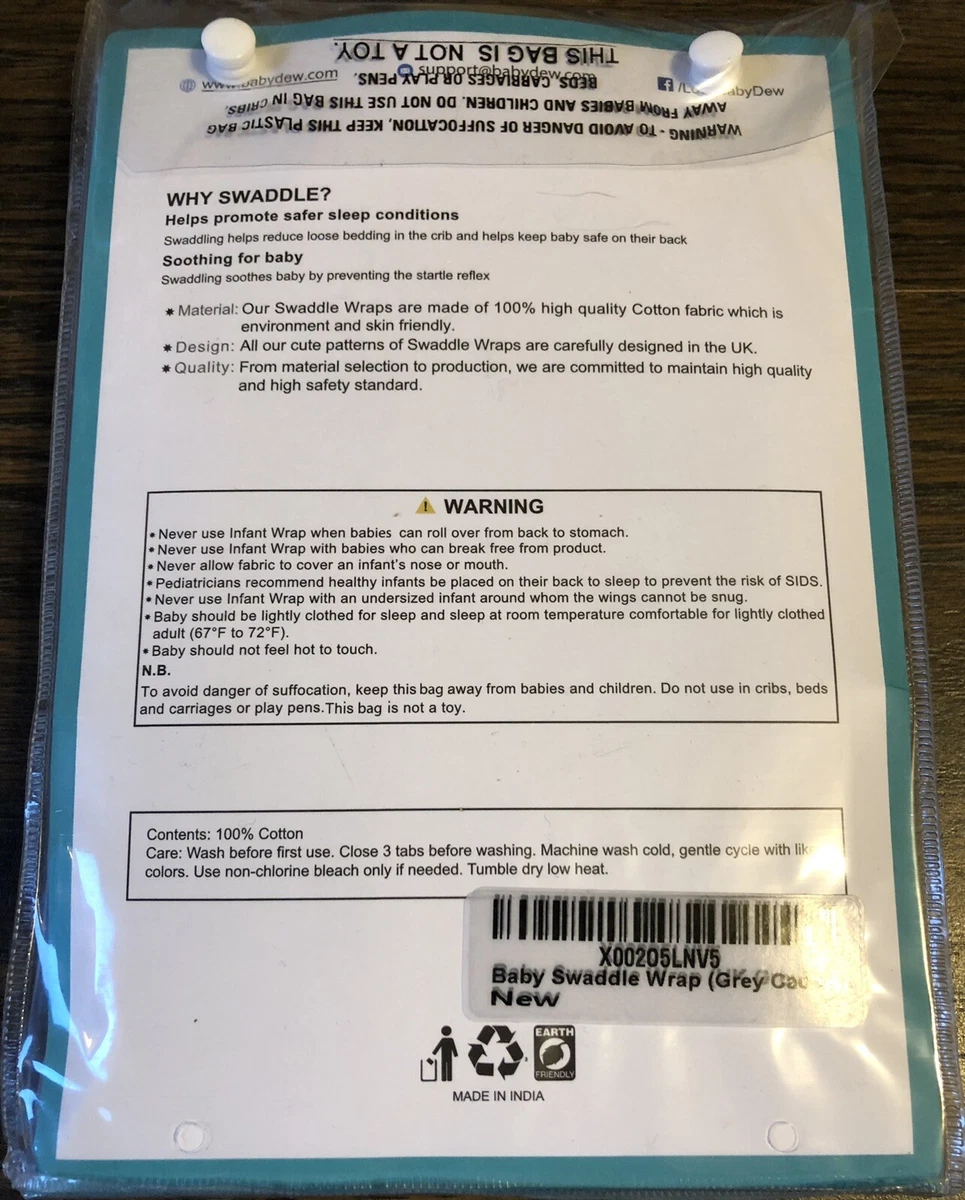 THIS BAG IS NOT A TOY.
BEDS, CARRIAGES OR PLAY PENS.
AWAY FROM BABIES AND CHILDREN. DO NOT USE THIS BAG IN CRIBS,
WARNING - TO AVOID DANGER OF SUFFOCATION, KEEP THIS PLASTIC BAG
support@babydew.com
WHY SWADDLE?
Helps promote safer sleep conditions
Swaddling helps reduce loose bedding in the crib and helps keep baby safe on their back
Soothing for baby
Swaddling soothes baby by preventing the startle reflex
* Material: Our Swaddle Wraps are made of 100% high quality Cotton fabric which is
environment and skin friendly.
* Design: All our cute patterns of Swaddle Wraps are carefully designed in the UK.
* Quality: From material selection to production, we are committed to maintain high quality
and high safety standard.
WARNING
• Never use Infant Wrap when babies can roll over from back to stomach.
• Never use Infant Wrap with babies who can break free from product.
• Never allow fabric to cover an infant's nose or mouth.
• Pediatricians recommend healthy infants be placed on their back to sleep to prevent the risk of SIDS.
• Never use Infant Wrap with an undersized infant around whom the wings cannot be snug.
• Baby should be lightly clothed for sleep and sleep at room temperature comfortable for lightly clothed
adult (67°F to 72°F).
• Baby should not feel hot to touch.
N.B.
To avoid danger of suffocation, keep this bag away from babies and children. Do not use in cribs, beds
and carriages or play pens.This bag is not a toy.
Contents: 100% Cotton
Care: Wash before first use. Close 3 tabs before washing. Machine wash cold, gentle cycle with
colors. Use non-chlorine bleach only if needed. Tumble dry low heat.
X00205LNV5
Baby Swaddle Wrap (Grey
New
EARTH
FRIENDLY
MADE IN INDIA